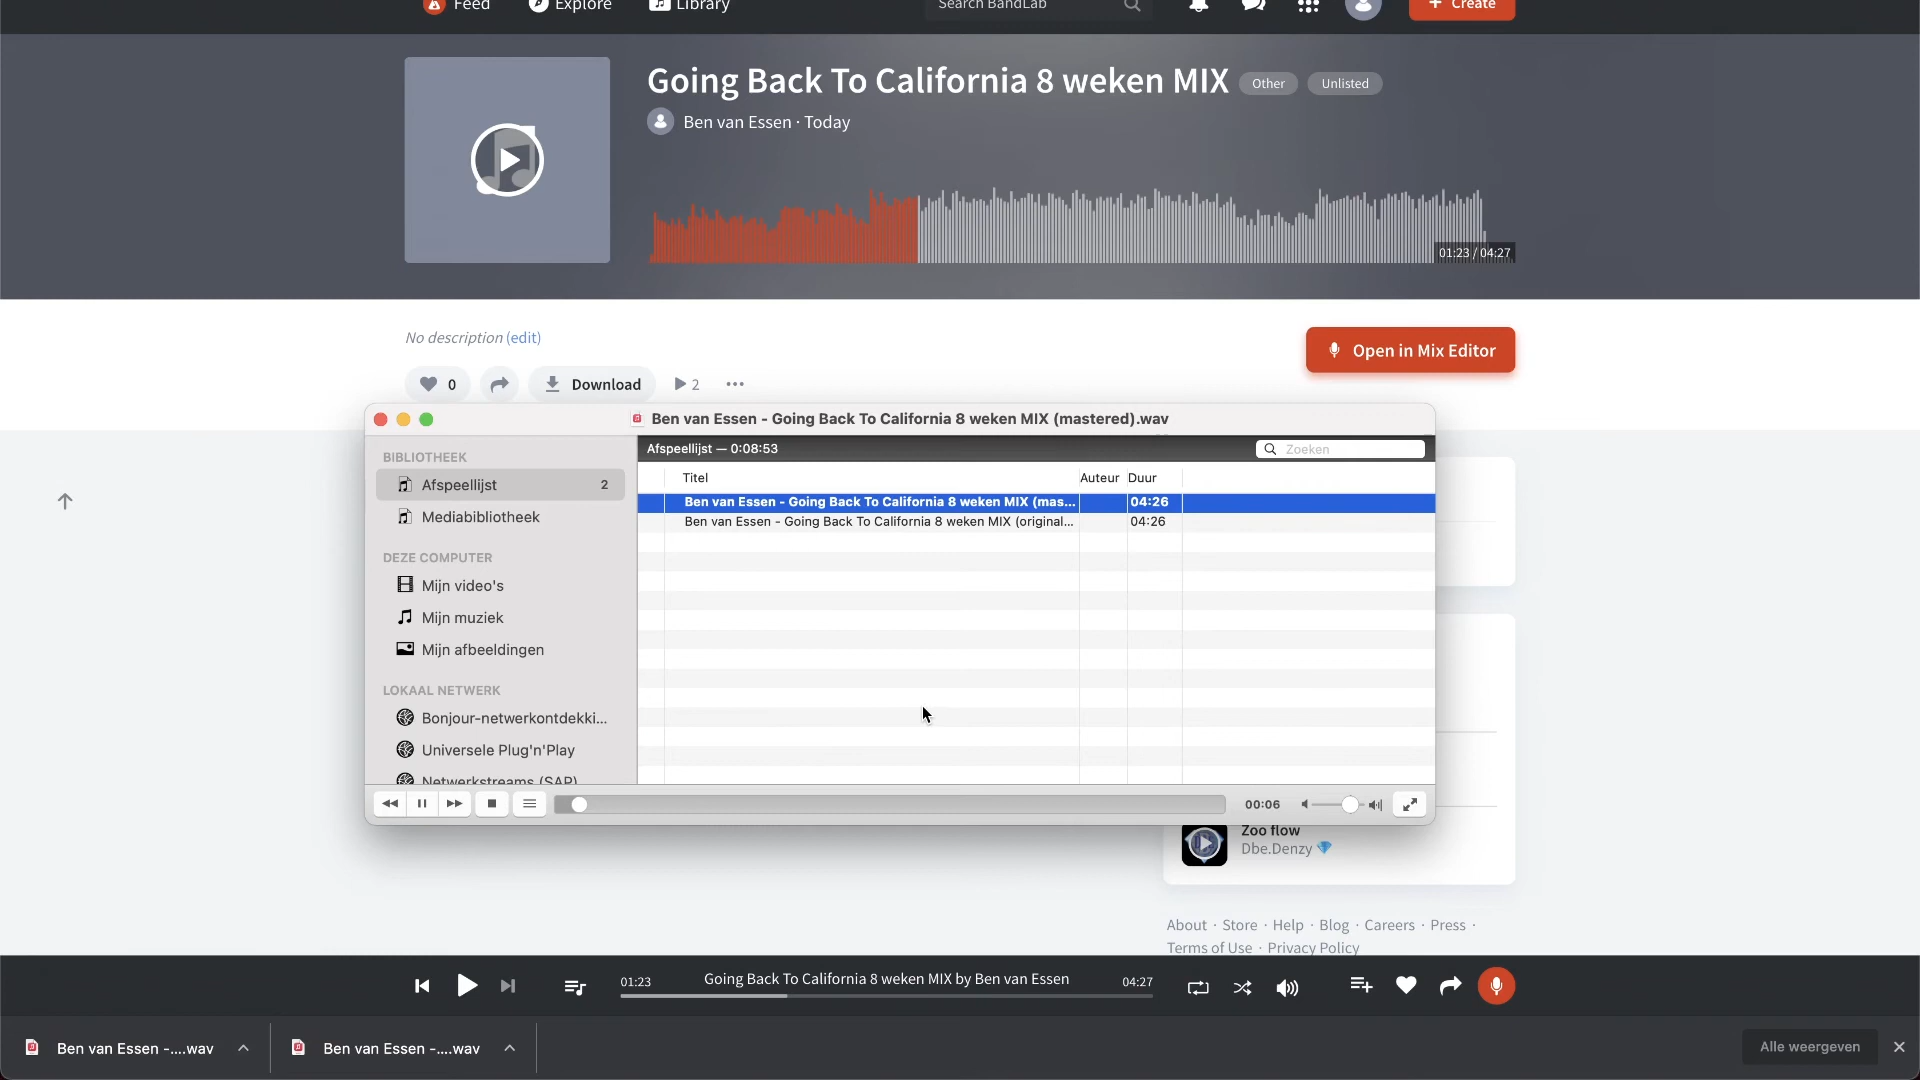 Feed
Explore
Library
Search BandLab
+ Create
Going Back To California 8 weken MIX
Other
Unlisted
Ben van Essen · Today
01:23 / 04:27
No description (edit)
Open in Mix Editor
0
Download
2
Ben van Essen - Going Back To California 8 weken MIX (mastered).wav
BIBLIOTHEEK
Afspeellijst
2
Mediabibliotheek
DEZE COMPUTER
Mijn video's
Mijn muziek
Mijn afbeeldingen
LOKAAL NETWERK
Bonjour-netwerkontdekki...
Universele Plug'n'Play
Netwerkstreams (SAP)
Afspeellijst — 0:08:53
Zoeken
Titel
Auteur
Duur
Ben van Essen - Going Back To California 8 weken MIX (mas...
04:26
Ben van Essen - Going Back To California 8 weken MIX (original...
04:26
00:06
Zoo flow
Dbe.Denzy
About · Store · Help · Blog · Careers · Press ·
Terms of Use · Privacy Policy
01:23
Going Back To California 8 weken MIX by Ben van Essen
04:27
Ben van Essen -....wav
Ben van Essen -....wav
Alle weergeven